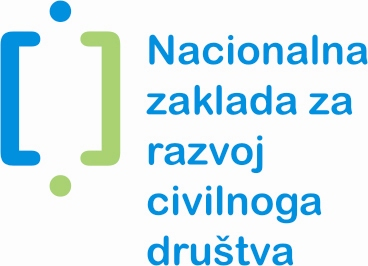 Nacionalna
zaklada za
razvoj
civilnoga
društva